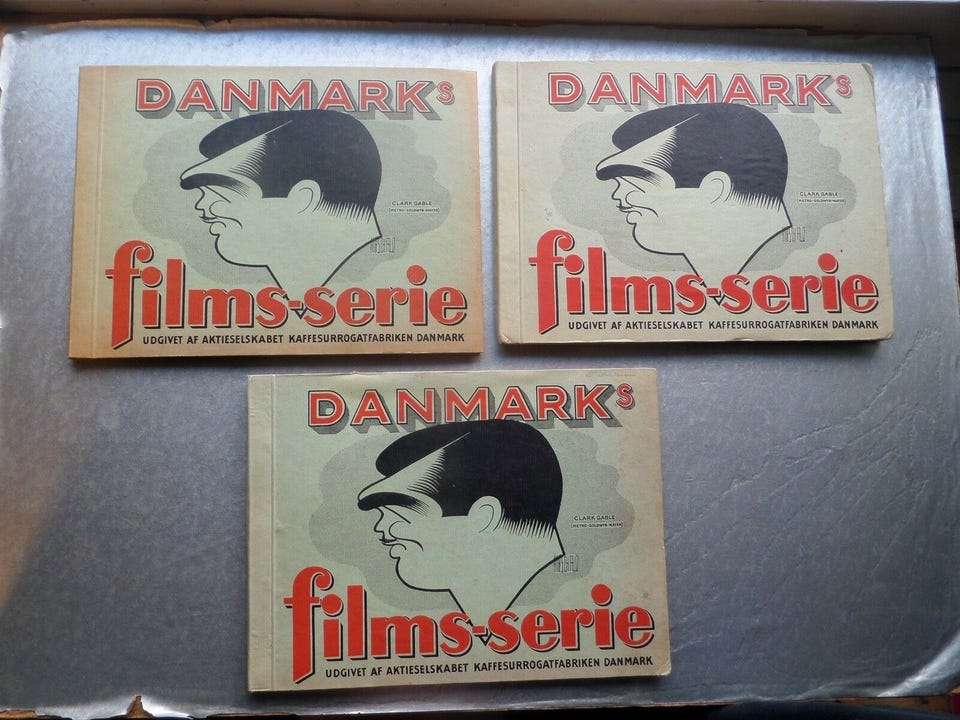 DANMARKs
CLARK GABLE
(METRO-GOLDWYN-MAYER)
films-serie
UDGIVET AF AKTIESELSKABET KAFFESURROGATFABRIKEN DANMARK
DANMARKs
CLARK GABLE
(METRO-GOLDWYN-MAYER)
films-serie
UDGIVET AF AKTIESELSKABET KAFFESURROGATFABRIKEN DANMARK
DANMARKs
CLARK GABLE
(METRO-GOLDWYN-MAYER)
films-serie
UDGIVET AF AKTIESELSKABET KAFFESURROGATFABRIKEN DANMARK